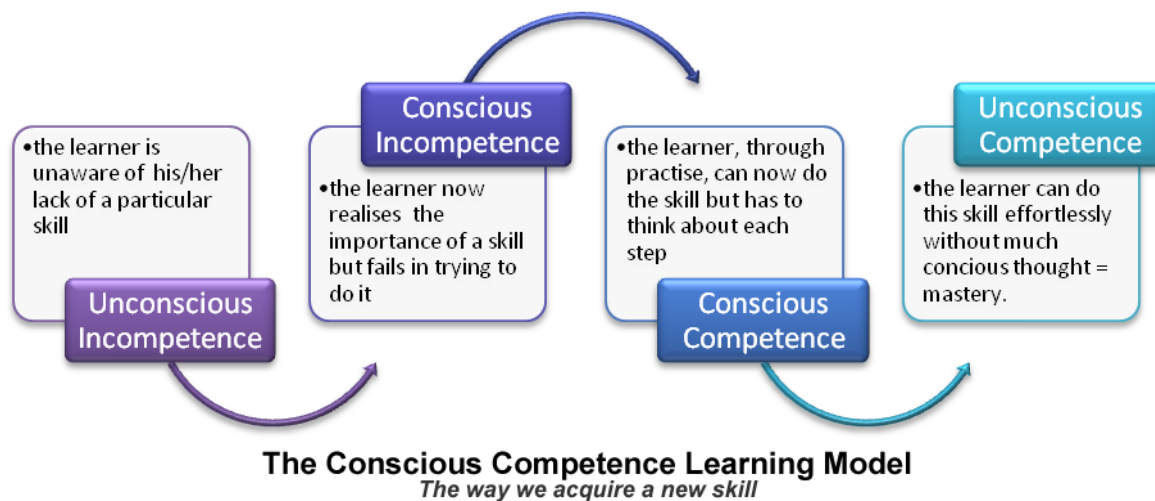 •the learner is
unaware of his/her
lack of a particular
skill
Unconscious
Incompetence
Conscious
Incompetence
•the learner now
realises the
importance of a skill
but fails in trying to
do it
•the learner, through
practise, can now do
the skill but has to
think about each
step
Conscious
Competence
Unconscious
Competence
•the learner can do
this skill effortlessly
without much
concious thought =
mastery.
The Conscious Competence Learning Model
The way we acquire a new skill